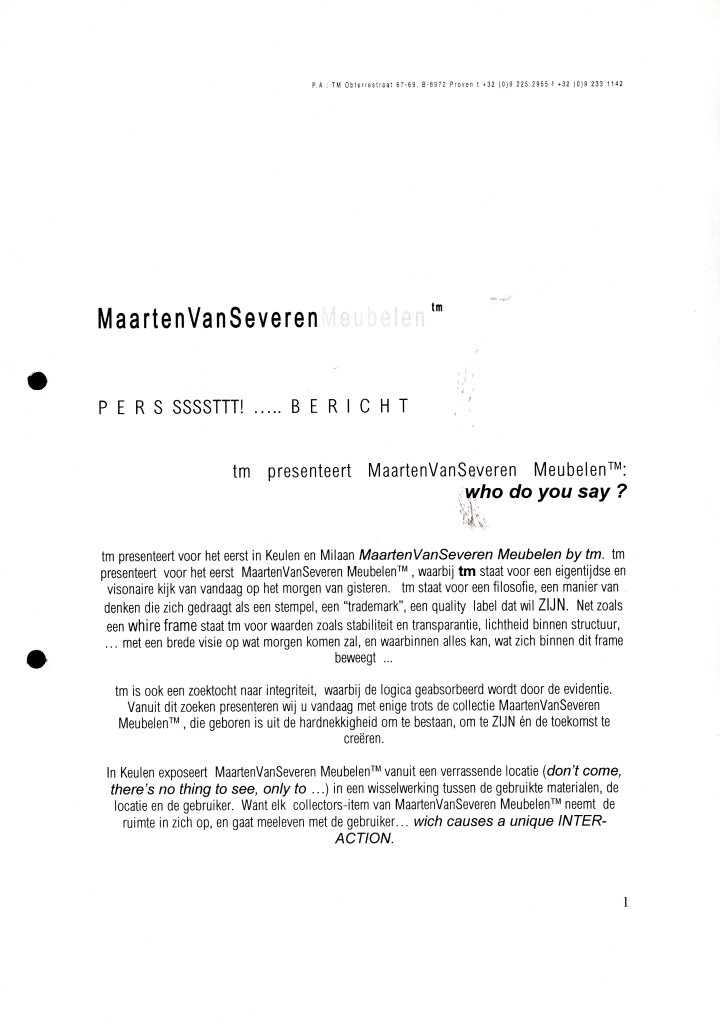 P.A.: TM Obterrestraat 67-69. B-8972 Proven t +32 (0)9 225 2955 f +32 (0)9 233 1142
MaartenVanSeverenMeubelen tm
P E R S SSSSTTT! ..... B E R I C H T
tm presenteert MaartenVanSeveren Meubelen™:
who do you say ?
tm presenteert voor het eerst in Keulen en Milaan MaartenVanSeveren Meubelen by tm. tm
presenteert voor het eerst MaartenVanSeveren Meubelen™ , waarbij tm staat voor een eigentijdse en
visonaire kijk van vandaag op het morgen van gisteren. tm staat voor een filosofie, een manier van
denken die zich gedraagt als een stempel, een “trademark”, een quality label dat wil ZIJN. Net zoals
een whire frame staat tm voor waarden zoals stabiliteit en transparantie, lichtheid binnen structuur,
… met een brede visie op wat morgen komen zal, en waarbinnen alles kan, wat zich binnen dit frame
beweegt …
tm is ook een zoektocht naar integriteit, waarbij de logica geabsorbeerd wordt door de evidentie.
Vanuit dit zoeken presenteren wij u vandaag met enige trots de collectie MaartenVanSeveren
Meubelen™ , die geboren is uit de hardnekkigheid om te bestaan, om te ZIJN én de toekomst te
creëren.
In Keulen exposeert MaartenVanSeveren Meubelen™ vanuit een verrassende locatie (don't come,
there's no thing to see, only to …) in een wisselwerking tussen de gebruikte materialen, de
locatie en de gebruiker. Want elk collectors-item van MaartenVanSeveren Meubelen™ neemt de
ruimte in zich op, en gaat meeleven met de gebruiker… wich causes a unique INTER-
ACTION.
1